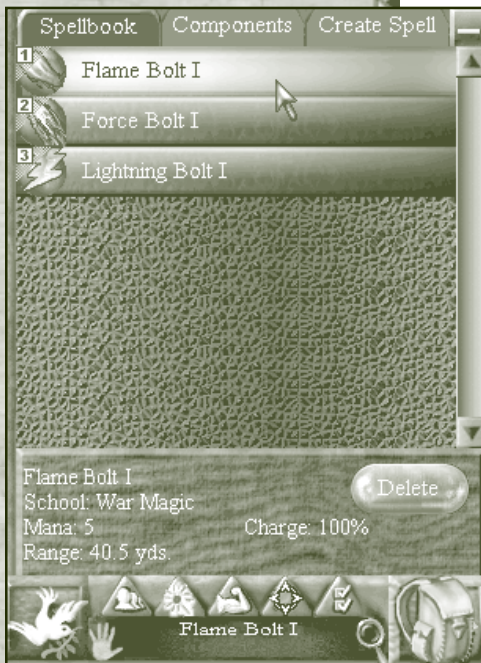 Spellbook Components Create Spell
1 Flame Bolt I
2 Force Bolt I
3 Lightning Bolt I
Flame Bolt I
School: War Magic
Mana: 5 Charge: 100%
Range: 40.5 yds.
Delete
Flame Bolt I